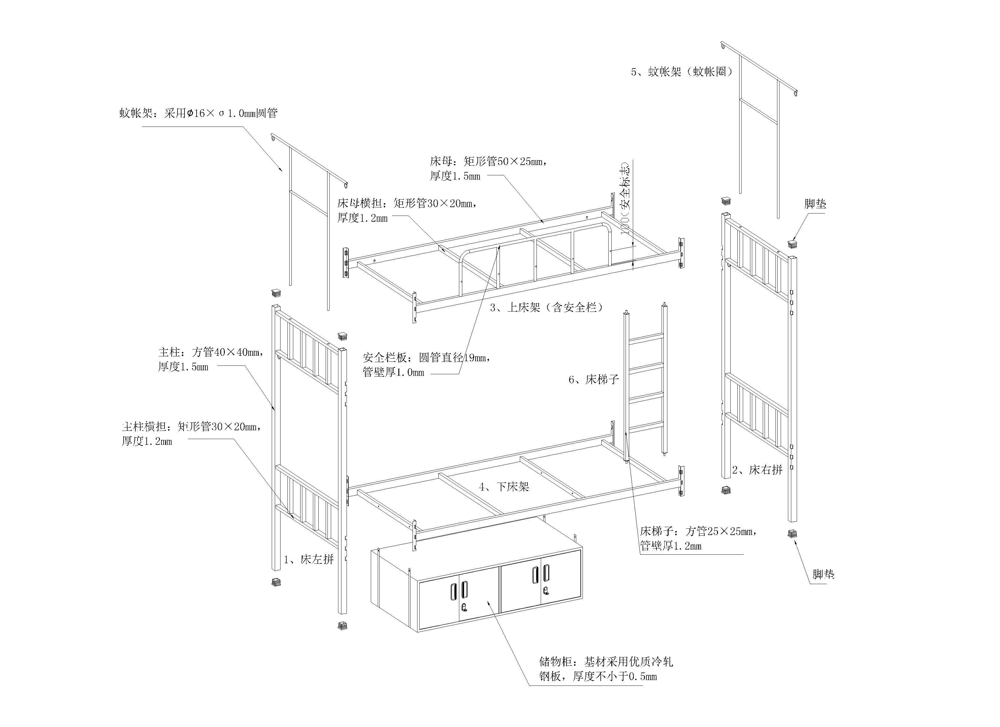 5、蚊帐架（蚊帐圈）
蚊帐架：采用Φ16×σ1.0mm圆管
床母：矩形管50×25mm，
厚度1.5mm
100（安全标志）
床母横担：矩形管30×20mm，
厚度1.2mm
脚垫
3、上床架（含安全栏）
主柱：方管40×40mm，
厚度1.5mm
安全栏板：圆管直径19mm，
管壁厚1.0mm
6、床梯子
主柱横担：矩形管30×20mm，
厚度1.2mm
2、床右拼
4、下床架
床梯子：方管25×25mm，
管壁厚1.2mm
1、床左拼
脚垫
储物柜：基材采用优质冷轧
钢板，厚度不小于0.5mm